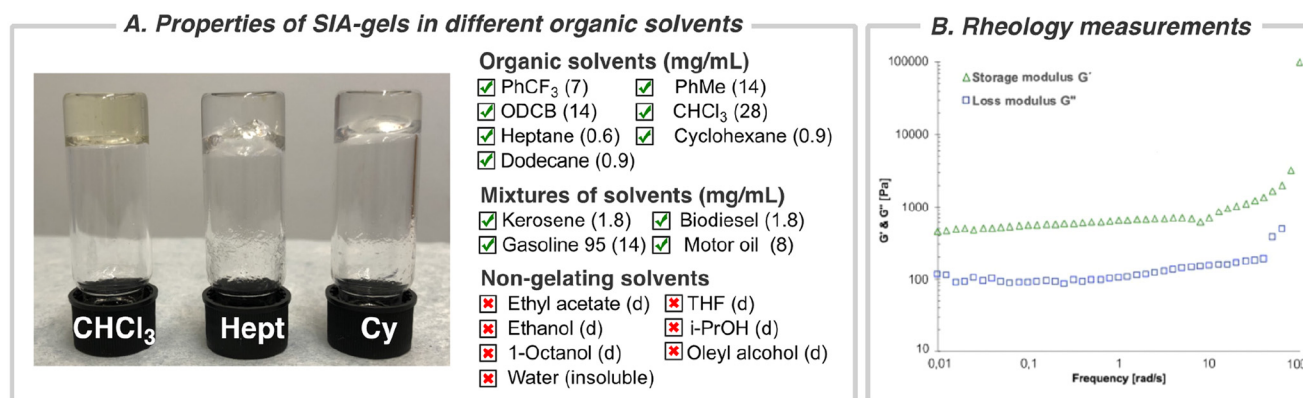 A. Properties of SIA-gels in different organic solvents
CHCl3
Hept
Cy
Organic solvents (mg/mL)
PhCF3 (7) PhMe (14)
ODCB (14) CHCl3 (28)
Heptane (0.6) Cyclohexane (0.9)
Dodecane (0.9)
Mixtures of solvents (mg/mL)
Kerosene (1.8) Biodiesel (1.8)
Gasoline 95 (14) Motor oil (8)
Non-gelating solvents
Ethyl acetate (d) THF (d)
Ethanol (d) i-PrOH (d)
1-Octanol (d) Oleyl alcohol (d)
Water (insoluble)
B. Rheology measurements
Storage modulus G´
Loss modulus G"
G' & G" [Pa]
100000
10000
1000
100
10
0,01 0,1 1 10 100
Frequency [rad/s]